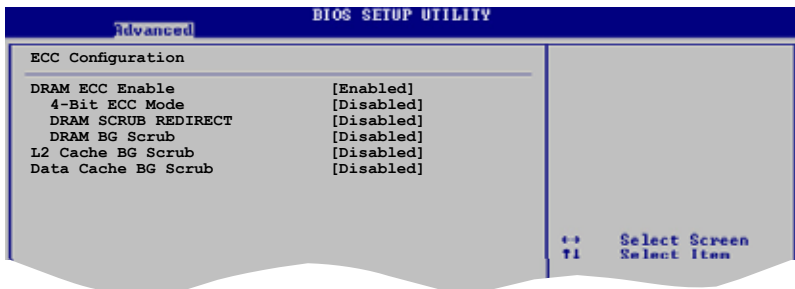 BIOS SETUP UTILITY
Advanced
ECC Configuration
DRAM ECC Enable [Enabled]
4-Bit ECC Mode [Disabled]
DRAM SCRUB REDIRECT [Disabled]
DRAM BG Scrub [Disabled]
L2 Cache BG Scrub [Disabled]
Data Cache BG Scrub [Disabled]
↔ Select Screen
↑↓ Select Item